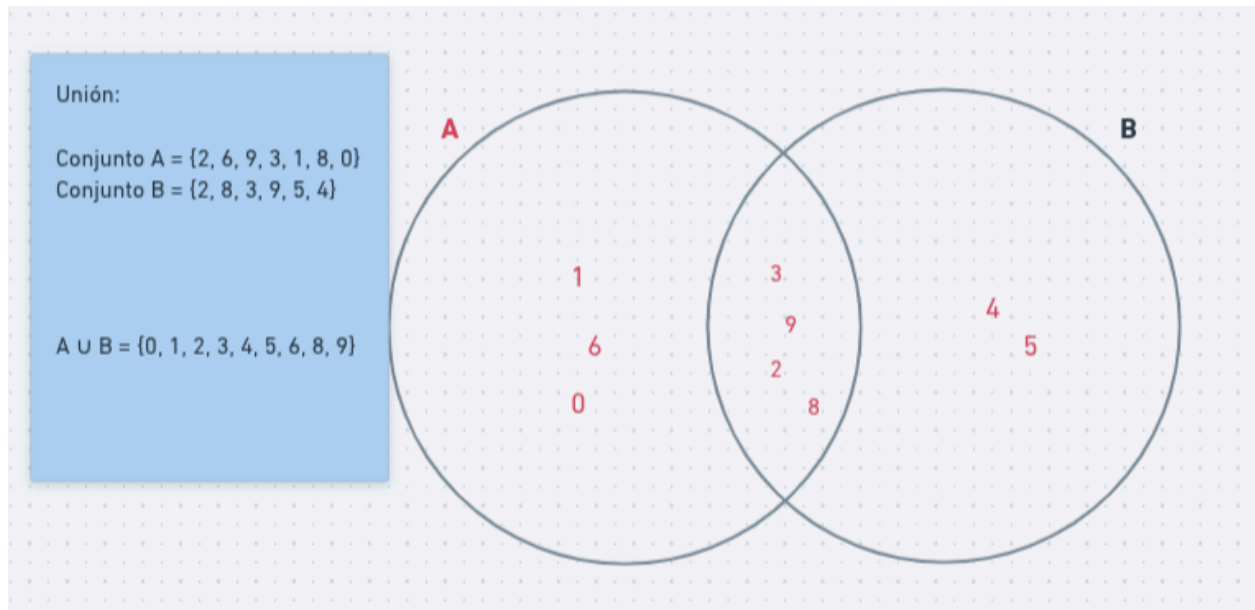 Unión:
Conjunto A = {2, 6, 9, 3, 1, 8, 0}
Conjunto B = {2, 8, 3, 9, 5, 4}
A ∪ B = {0, 1, 2, 3, 4, 5, 6, 8, 9}
A
B
1
6
0
3
9
2
8
4
5